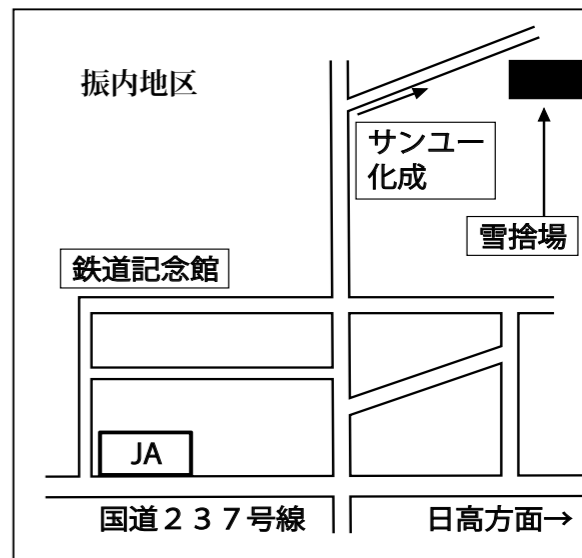 振内地区
サンユー
化成
雪捨場
鉄道記念館
JA
国道２３７号線
日高方面→